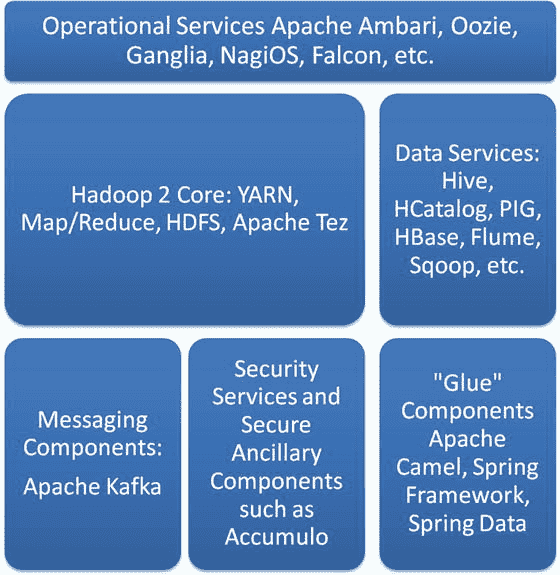 Operational Services Apache Ambari, Oozie,
Ganglia, NagiOS, Falcon, etc.
Hadoop 2 Core: YARN,
Map/Reduce, HDFS, Apache Tez
Data Services:
Hive,
HCatalog, PIG,
HBase, Flume,
Sqoop, etc.
Messaging
Components:
Apache Kafka
Security
Services and
Secure
Ancillary
Components
such as
Accumulo
"Glue"
Components
Apache
Camel, Spring
Framework,
Spring Data